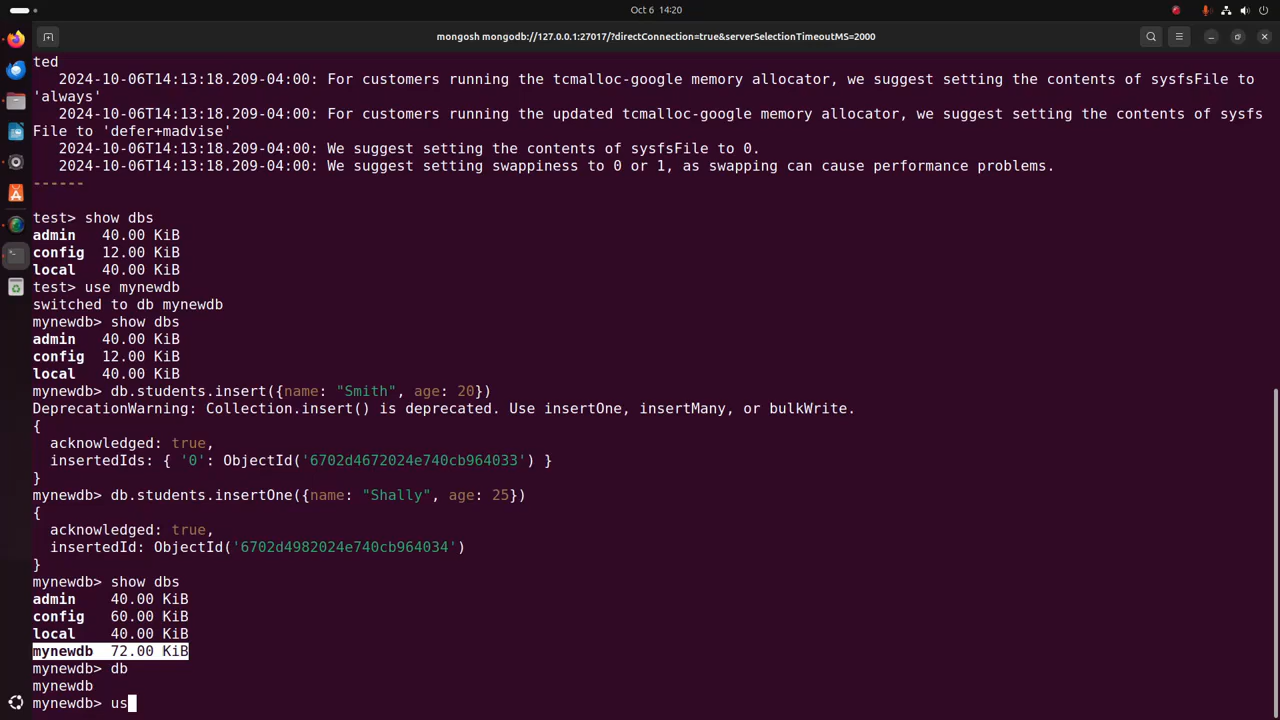 Oct 6 14:20
mongosh mongodb://127.0.0.1:27017/?directConnection=true&serverSelectionTimeoutMS=2000
ted
2024-10-06T14:13:18.209-04:00: For customers running the tcmalloc-google memory allocator, we suggest setting the contents of sysfsFile to
'always'
2024-10-06T14:13:18.209-04:00: For customers running the updated tcmalloc-google memory allocator, we suggest setting the contents of sysfs
File to 'defer+madvise'
2024-10-06T14:13:18.209-04:00: We suggest setting the contents of sysfsFile to 0.
2024-10-06T14:13:18.209-04:00: We suggest setting swappiness to 0 or 1, as swapping can cause performance problems.
------
test> show dbs
admin   40.00 KiB
config  12.00 KiB
local   40.00 KiB
test> use mynewdb
switched to db mynewdb
mynewdb> show dbs
admin   40.00 KiB
config  12.00 KiB
local   40.00 KiB
mynewdb> db.students.insert({name: "Smith", age: 20})
DeprecationWarning: Collection.insert() is deprecated. Use insertOne, insertMany, or bulkWrite.
{
  acknowledged: true,
  insertedIds: { '0': ObjectId('6702d4672024e740cb964033') }
}
mynewdb> db.students.insertOne({name: "Shally", age: 25})
{
  acknowledged: true,
  insertedId: ObjectId('6702d4982024e740cb964034')
}
mynewdb> show dbs
admin    40.00 KiB
config   60.00 KiB
local    40.00 KiB
mynewdb  72.00 KiB
mynewdb> db
mynewdb
mynewdb> us